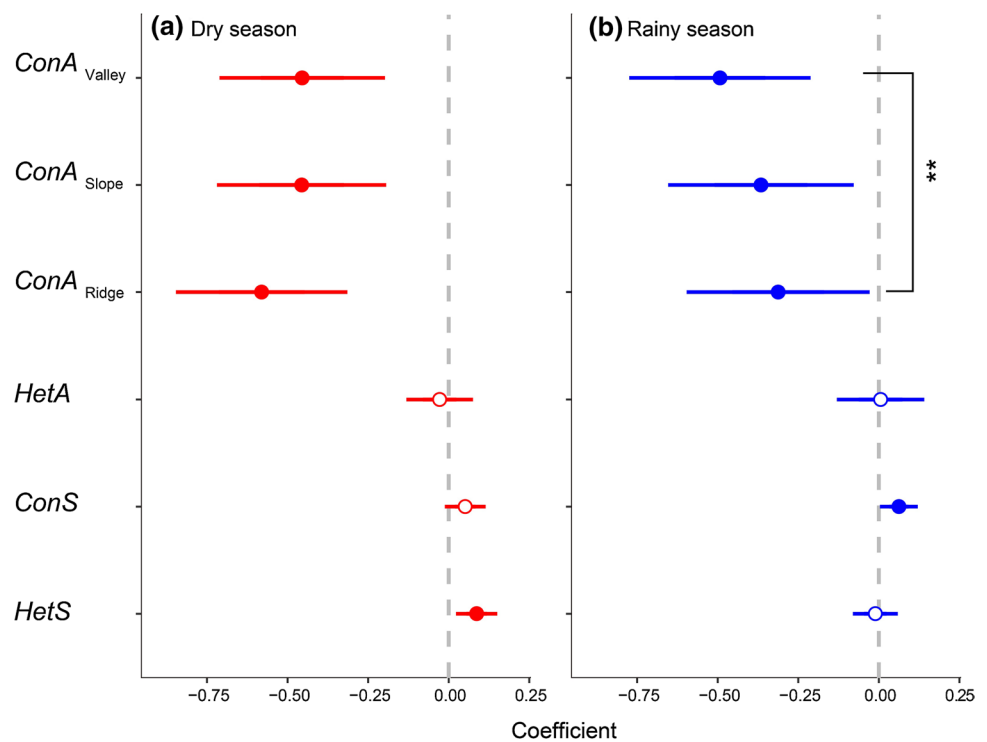 (a) Dry season
(b) Rainy season
ConA Valley
ConA Slope
ConA Ridge
HetA
ConS
HetS
**
−0.75 −0.50 −0.25 0.00 0.25
−0.75 −0.50 −0.25 0.00 0.25
Coefficient